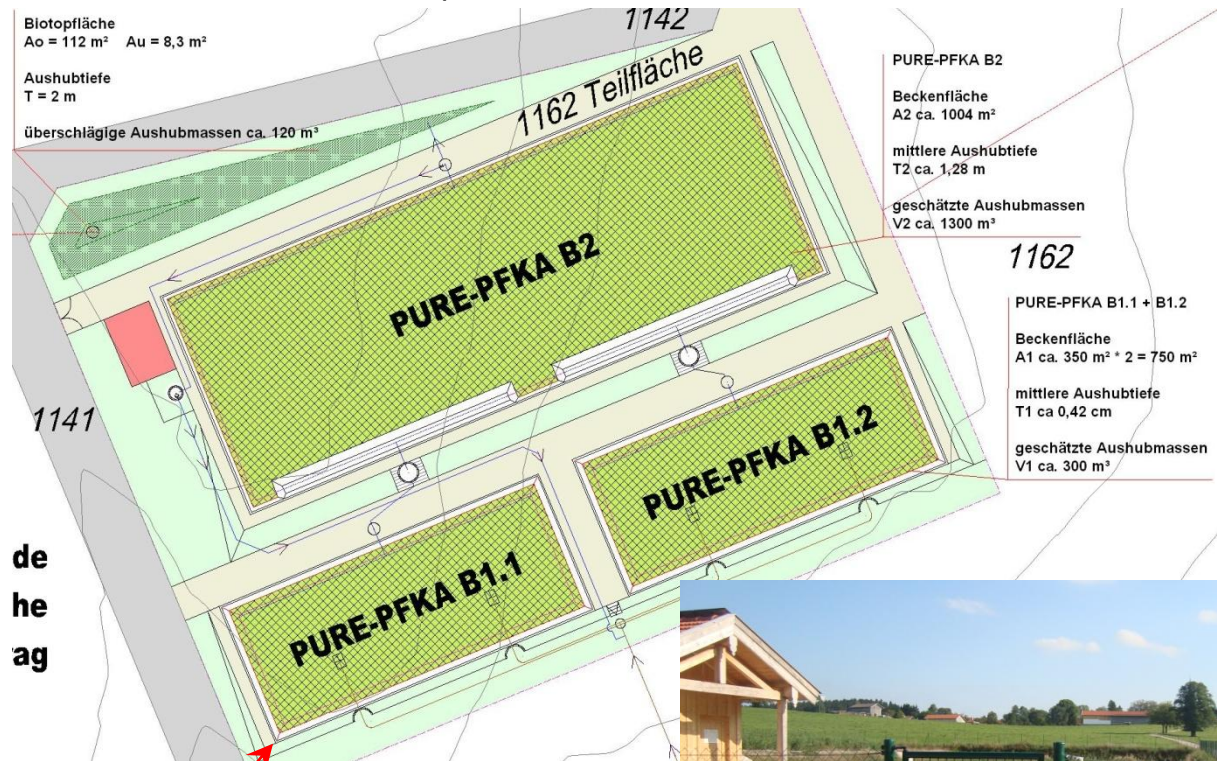 Biotopfläche
Ao = 112 m² Au = 8,3 m²
Aushubtiefe
T = 2 m
überschlägige Aushubmassen ca. 120 m³
1142
1162 Teilfläche
PURE-PFKA B2
Beckenfläche
A2 ca. 1004 m²
mittlere Aushubtiefe
T2 ca. 1,28 m
geschätzte Aushubmassen
V2 ca. 1300 m³
1162
PURE-PFKA B2
PURE-PFKA B1.1 + B1.2
Beckenfläche
A1 ca. 350 m² * 2 = 750 m²
mittlere Aushubtiefe
T1 ca 0,42 cm
geschätzte Aushubmassen
V1 ca. 300 m³
1141
PURE-PFKA B1.2
PURE-PFKA B1.1
de
he
ag